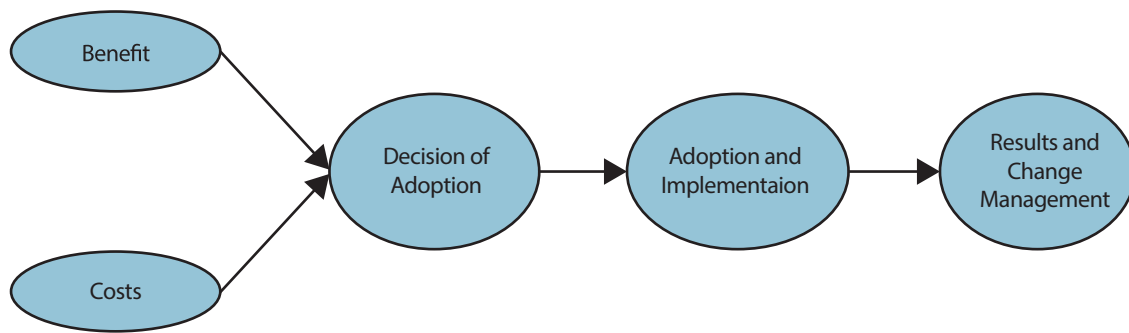 Benefit
Decision of
Adoption
Adoption and
Implementaion
Results and
Change
Management
Costs